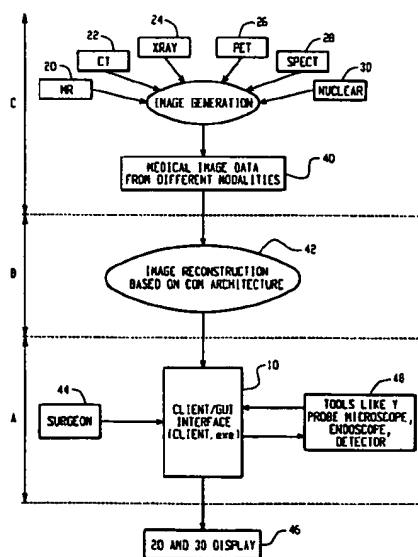 24
26
22
XRAY
PET
28
20
CT
SPECT
30
MR
NUCLEAR
IMAGE GENERATION
C
40
MEDICAL IMAGE DATA
FROM DIFFERENT MODALITIES
42
B
IMAGE RECONSTRUCTION
BASED ON COM ARCHITECTURE
10
44
48
A
SURGEON
CLIENT/GUI
INTERFACE
(CLIENT.exe)
TOOLS LIKE Y
PROBE MICROSCOPE,
ENDOSCOPE,
DETECTOR
46
2D AND 3D DISPLAY